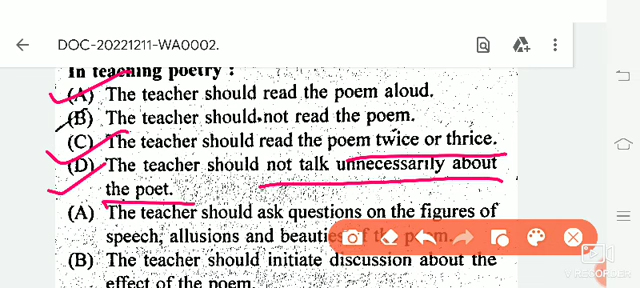 DOC-20221211-WA0002.
In teaching poetry :
(A) The teacher should read the poem aloud.
(B) The teacher should not read the poem.
(C) The teacher should read the poem twice or thrice.
(D) The teacher should not talk unnecessarily about
the poet.
(A) The teacher should ask questions on the figures of
speech, allusions and beauties of the poem.
(B) The teacher should initiate discussion about the
effect of the poem.